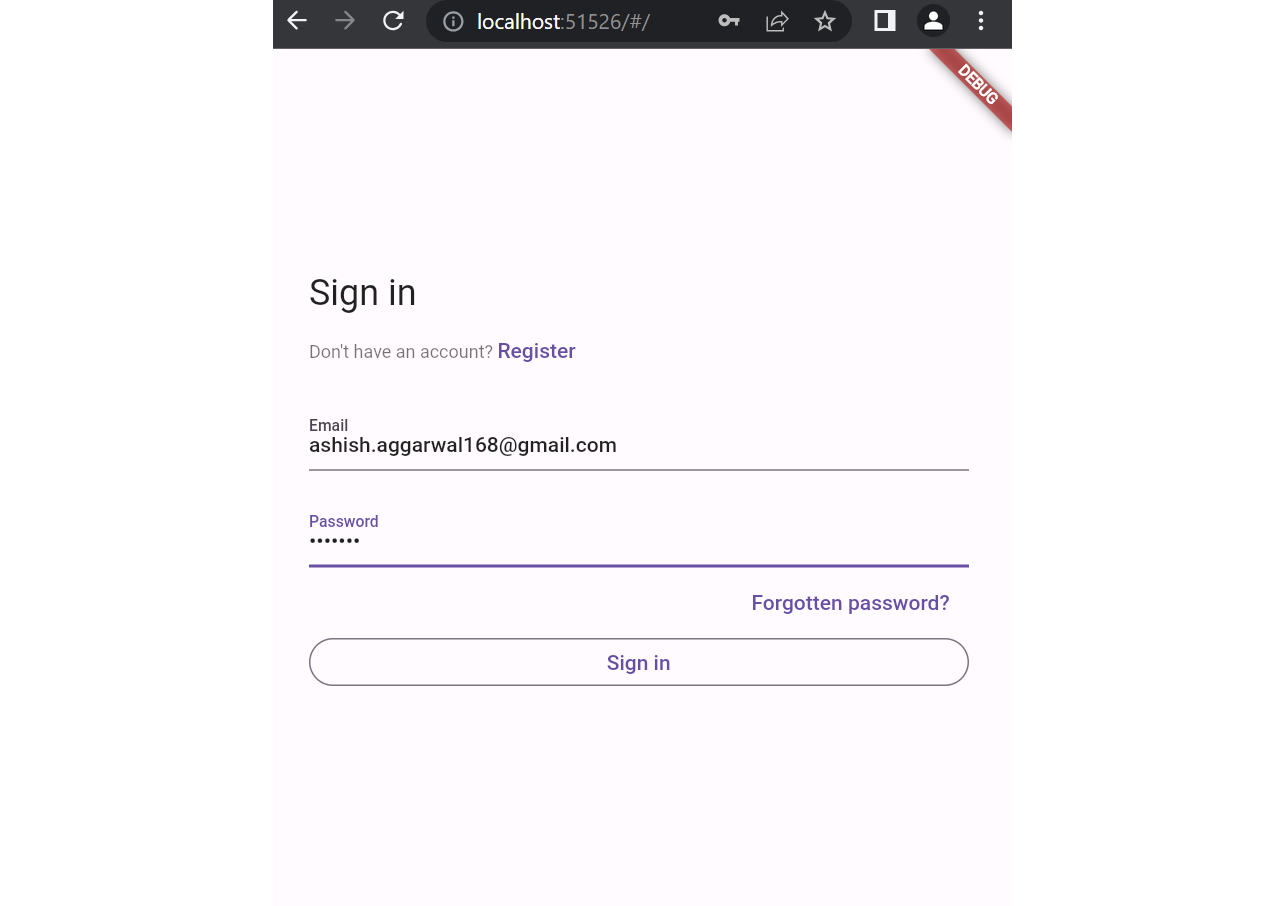 localhost:51526/#/
DEBUG
Sign in
Don't have an account? Register
Email
ashish.aggarwal168@gmail.com
Password
•••••••
Forgotten password?
Sign in